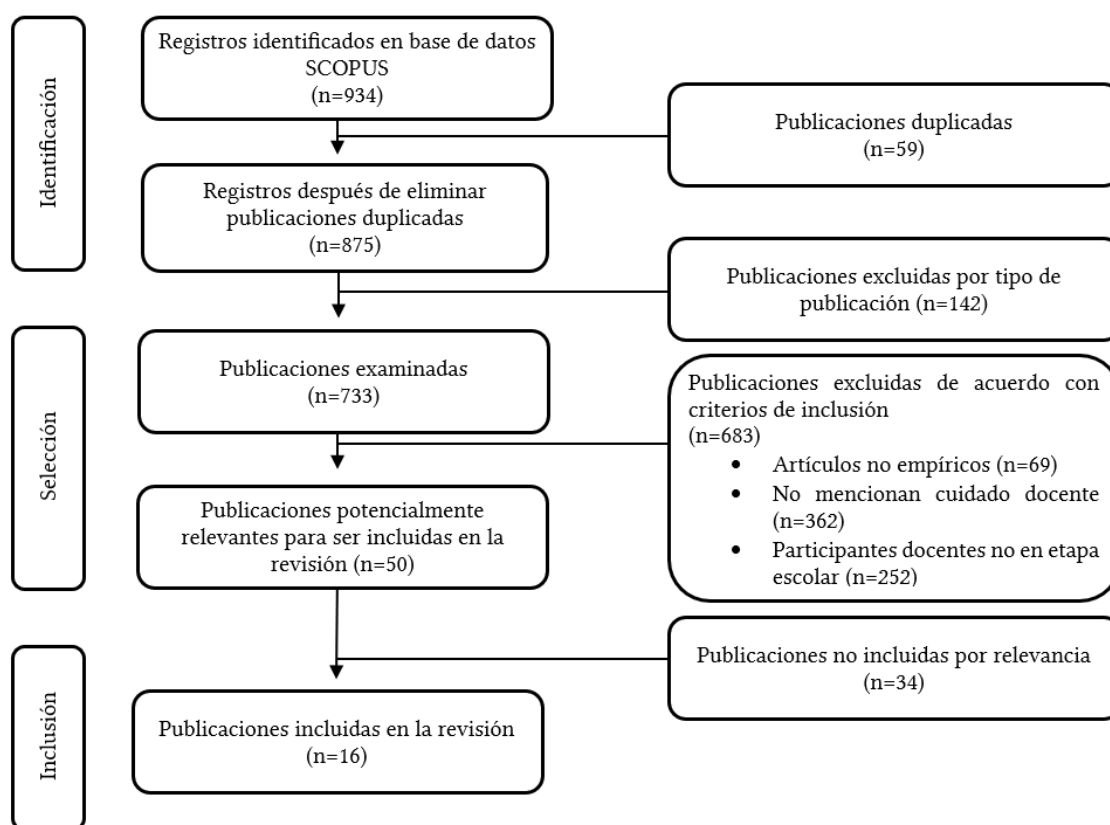 Identificación
Registros identificados en base de datos
SCOPUS
(n=934)
Publicaciones duplicadas
(n=59)
Registros después de eliminar
publicaciones duplicadas
(n=875)
Publicaciones excluidas por tipo de
publicación (n=142)
Selección
Publicaciones examinadas
(n=733)
Publicaciones excluidas de acuerdo con
criterios de inclusión
(n=683)
• Artículos no empíricos (n=69)
• No mencionan cuidado docente
(n=362)
• Participantes docentes no en etapa
escolar (n=252)
Publicaciones potencialmente
relevantes para ser incluidas en la
revisión (n=50)
Inclusión
Publicaciones no incluidas por relevancia
(n=34)
Publicaciones incluidas en la revisión
(n=16)